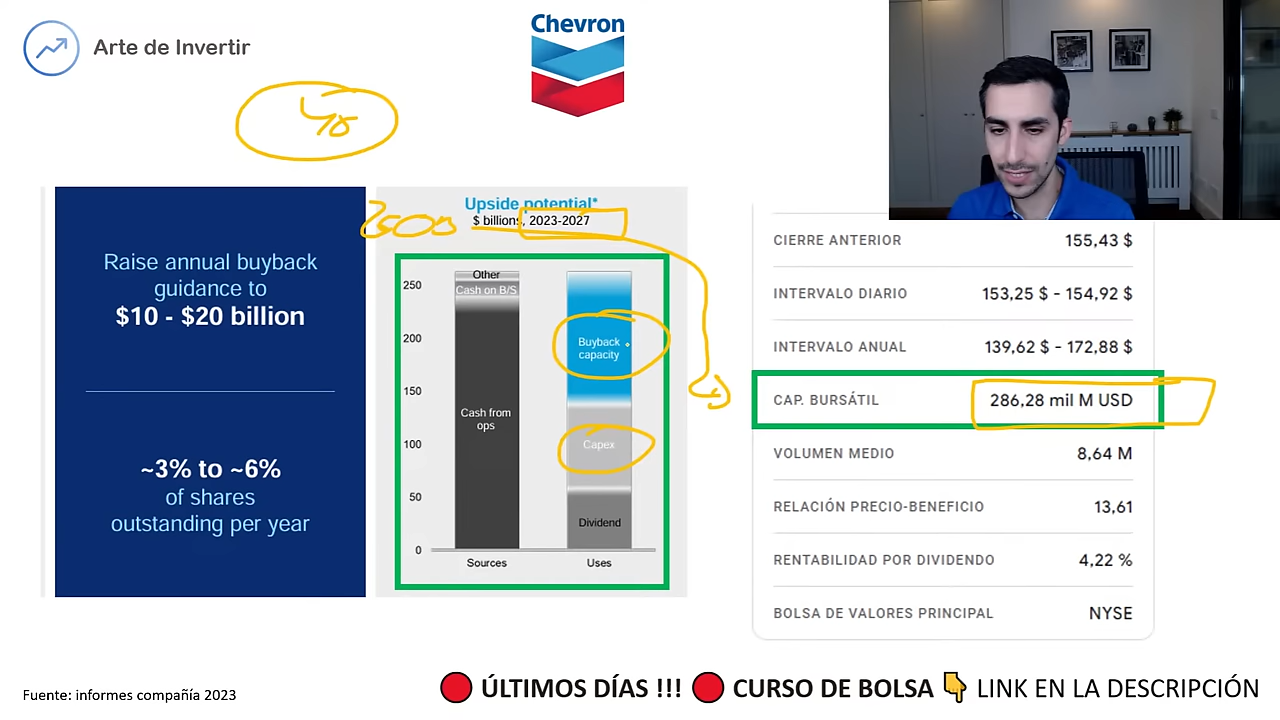 Arte de Invertir
Chevron
Raise annual buyback
guidance to
$10 - $20 billion
~3% to ~6%
of shares
outstanding per year
Upside potential*
$ billions, 2023-2027
250
200
150
100
50
0
Other
Cash on B/S
Cash from
ops
Sources
Buyback
capacity
Capex
Dividend
Uses
CIERRE ANTERIOR 155,43 $
INTERVALO DIARIO 153,25 $ - 154,92 $
INTERVALO ANUAL 139,62 $ - 172,88 $
CAP. BURSÁTIL 286,28 mil M USD
VOLUMEN MEDIO 8,64 M
RELACIÓN PRECIO-BENEFICIO 13,61
RENTABILIDAD POR DIVIDENDO 4,22 %
BOLSA DE VALORES PRINCIPAL NYSE
Fuente: informes compañía 2023
ÚLTIMOS DÍAS !!! CURSO DE BOLSA LINK EN LA DESCRIPCIÓN